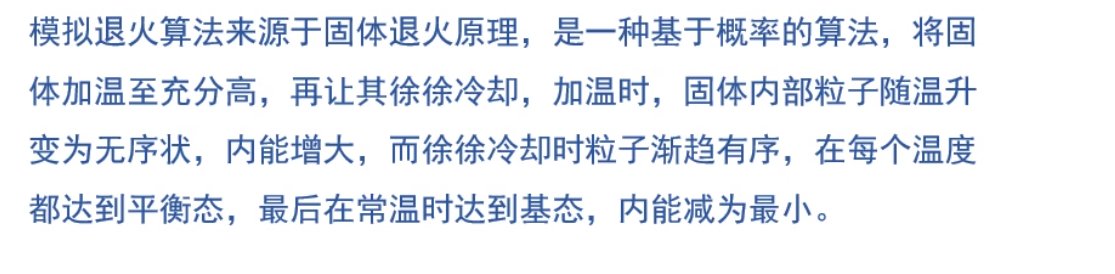 模拟退火算法来源于固体退火原理，是一种基于概率的算法，将固
体加温至充分高，再让其徐徐冷却，加温时，固体内部粒子随温升
变为无序状，内能增大，而徐徐冷却时粒子渐趋有序，在每个温度
都达到平衡态，最后在常温时达到基态，内能减为最小。